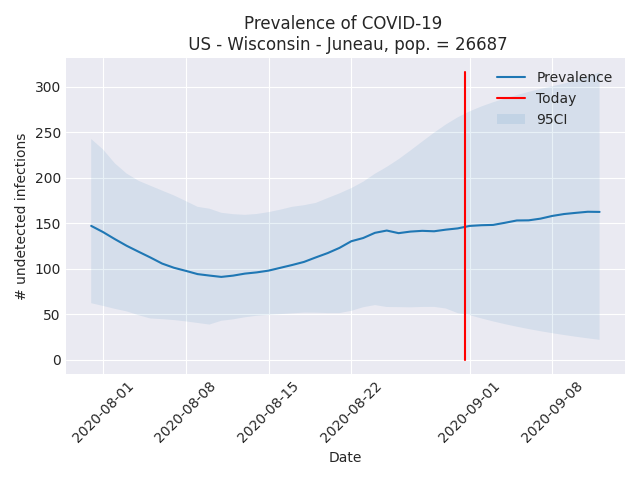 Prevalence of COVID-19
US - Wisconsin - Juneau, pop. = 26687
# undetected infections
300
250
200
150
100
50
0
Prevalence
Today
95CI
2020-08-01
2020-08-08
2020-08-15
2020-08-22
2020-09-01
2020-09-08
Date